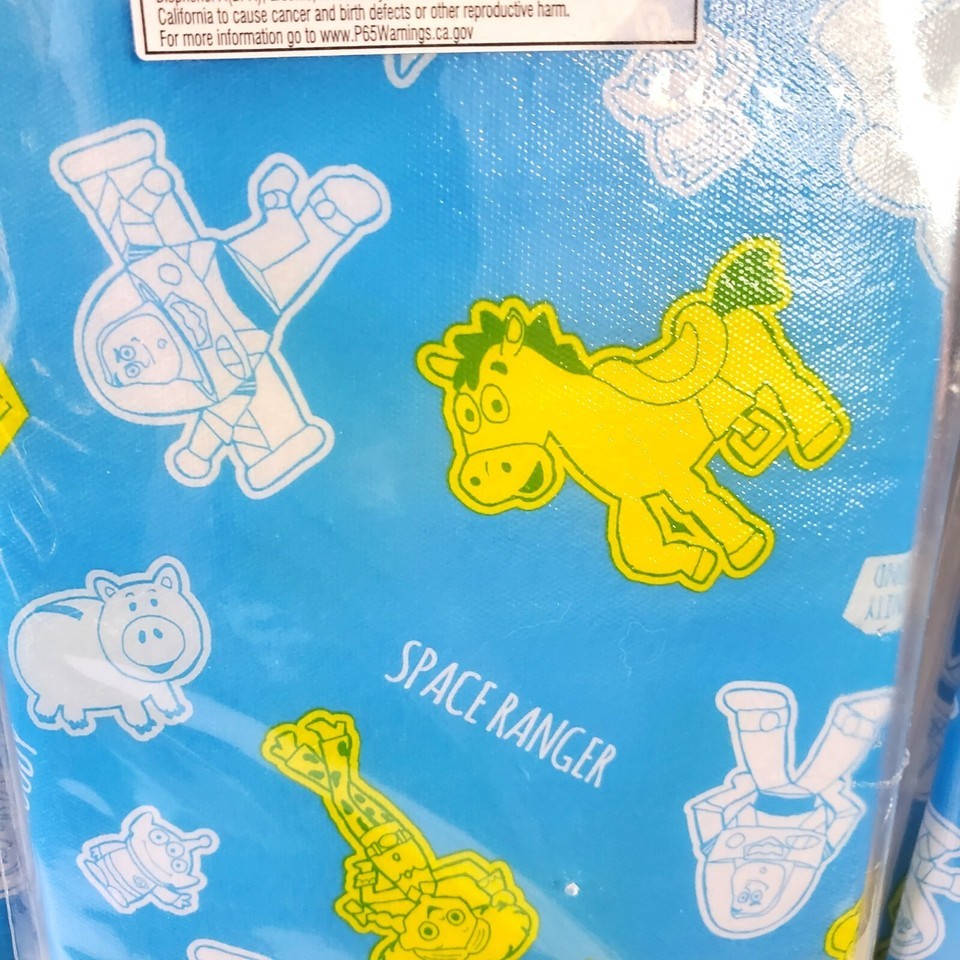 California to cause cancer and birth defects or other reproductive harm.
For more information go to www.P65Warnings.ca.gov
SPACE RANGER